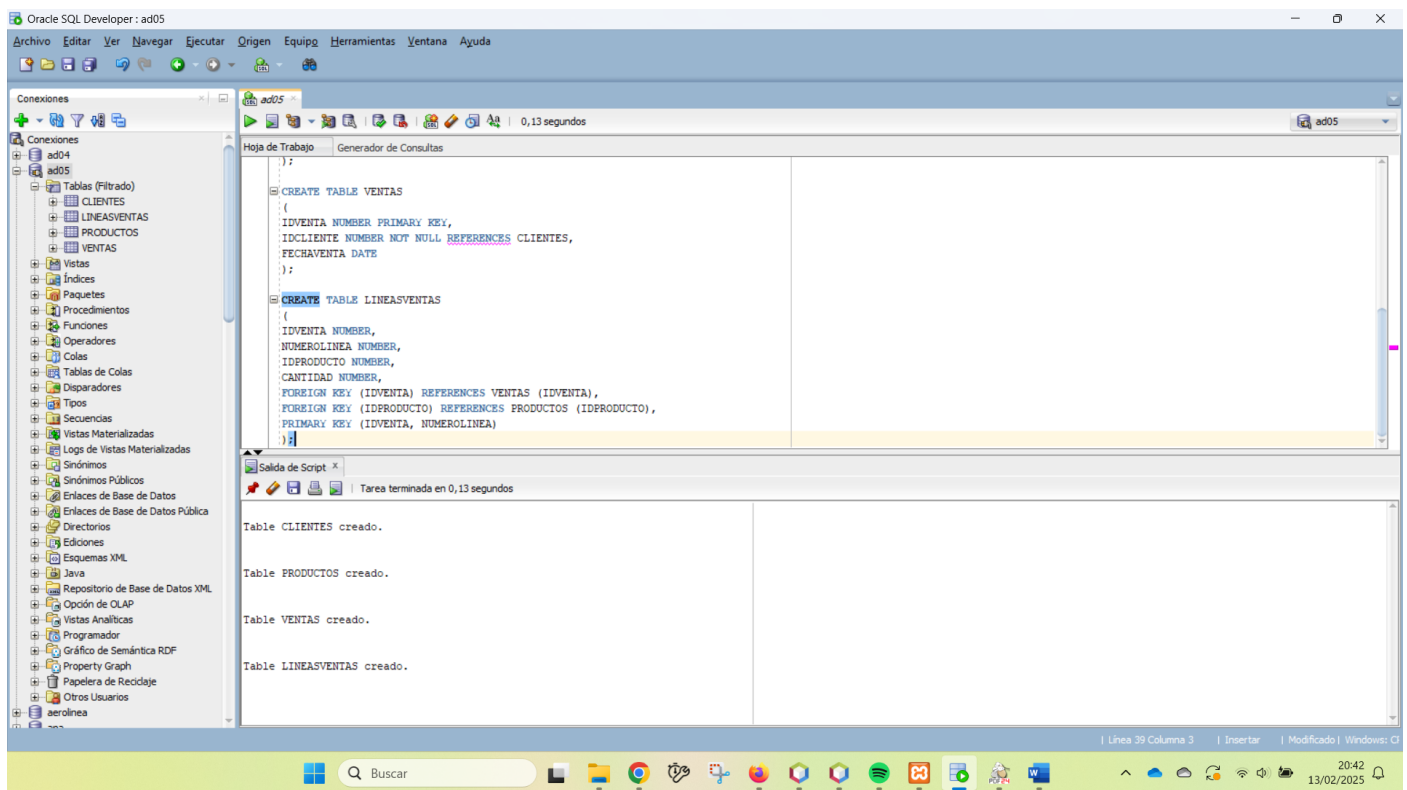 Oracle SQL Developer : ad05
Archivo Editar Ver Navegar Ejecutar Origen Equipo Herramientas Ventana Ayuda
Conexiones
Conexiones
ad04
ad05
Tablas (Filtrado)
CLIENTES
LINEASVENTAS
PRODUCTOS
VENTAS
Vistas
Índices
Paquetes
Procedimientos
Funciones
Operadores
Colas
Tablas de Colas
Disparadores
Tipos
Secuencias
Vistas Materializadas
Logs de Vistas Materializadas
Sinónimos
Sinónimos Públicos
Enlaces de Base de Datos
Enlaces de Base de Datos Pública
Directorios
Ediciones
Esquemas XML
Java
Repositorio de Base de Datos XML
Opción de OLAP
Vistas Analíticas
Programador
Gráfico de Semántica RDF
Property Graph
Papelera de Reciclaje
Otros Usuarios
aerolinea
ad05
0,13 segundos
ad05
Hoja de Trabajo Generador de Consultas
);
CREATE TABLE VENTAS
(
IDVENTA NUMBER PRIMARY KEY,
IDCLIENTE NUMBER NOT NULL REFERENCES CLIENTES,
FECHAVENTA DATE
);
CREATE TABLE LINEASVENTAS
(
IDVENTA NUMBER,
NUMEROLINEA NUMBER,
IDPRODUCTO NUMBER,
CANTIDAD NUMBER,
FOREIGN KEY (IDVENTA) REFERENCES VENTAS (IDVENTA),
FOREIGN KEY (IDPRODUCTO) REFERENCES PRODUCTOS (IDPRODUCTO),
PRIMARY KEY (IDVENTA, NUMEROLINEA)
);
Salida de Script
Tarea terminada en 0,13 segundos
Table CLIENTES creado.
Table PRODUCTOS creado.
Table VENTAS creado.
Table LINEASVENTAS creado.
Línea 39 Columna 3 | Insertar | Modificado | Windows: C
Buscar
20:42
13/02/2025